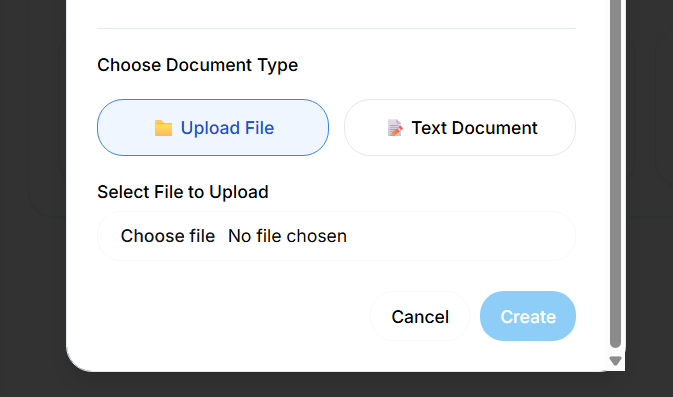 Choose Document Type
Upload File
Text Document
Select File to Upload
Choose file No file chosen
Cancel
Create